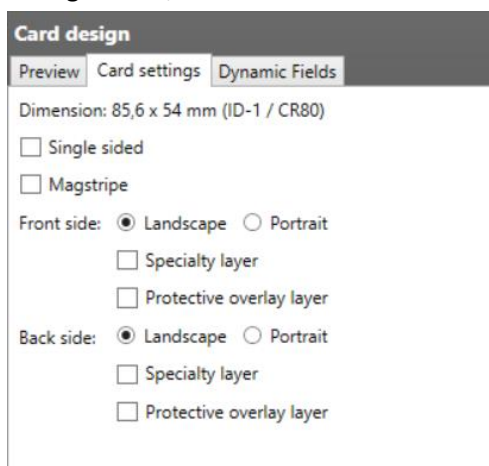 Card design
Preview Card settings Dynamic Fields
Dimension: 85,6 x 54 mm (ID-1 / CR80)
Single sided
Magstripe
Front side: Landscape Portrait
Specialty layer
Protective overlay layer
Back side: Landscape Portrait
Specialty layer
Protective overlay layer